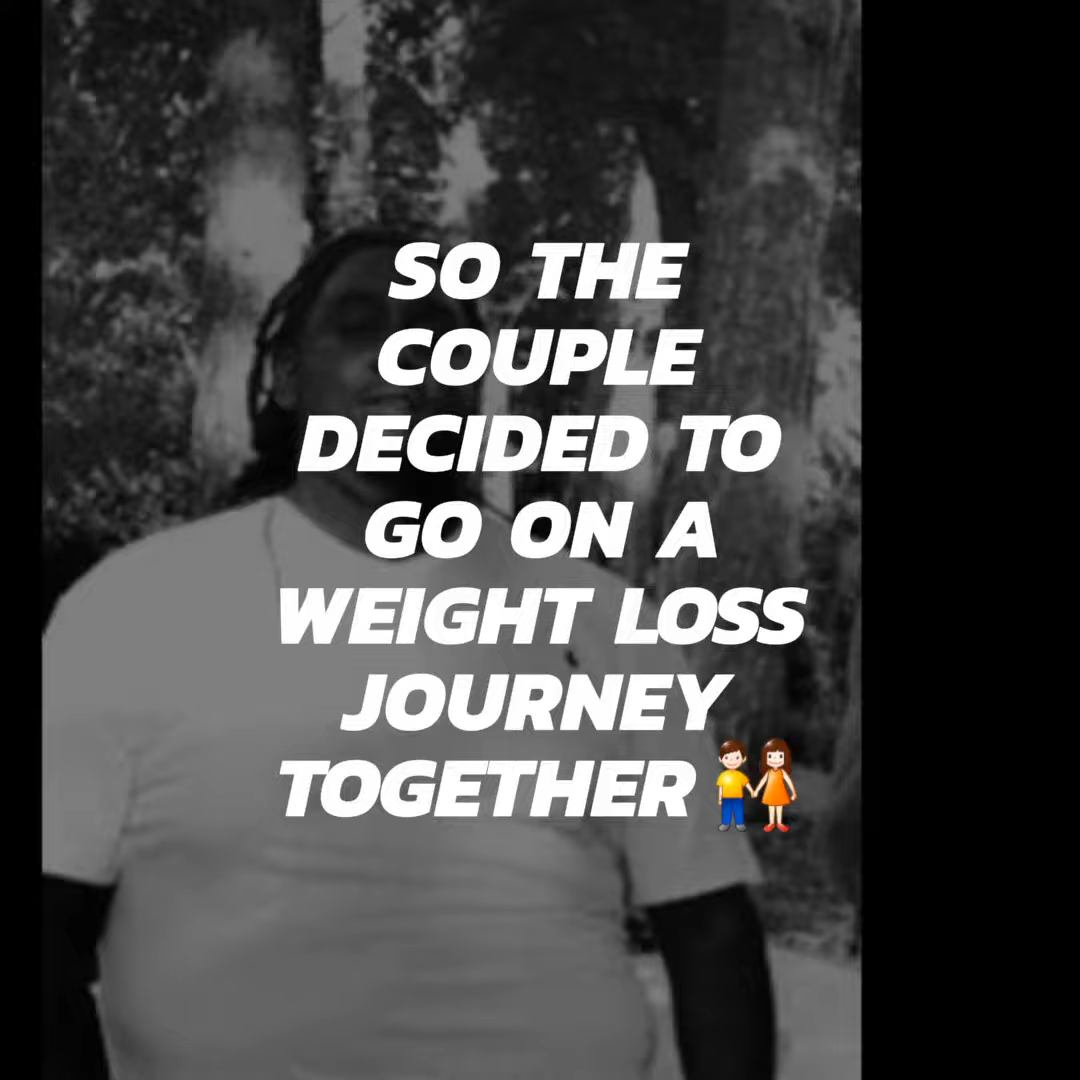 SO THE
COUPLE
DECIDED TO
GO ON A
WEIGHT LOSS
JOURNEY
TOGETHER 👫